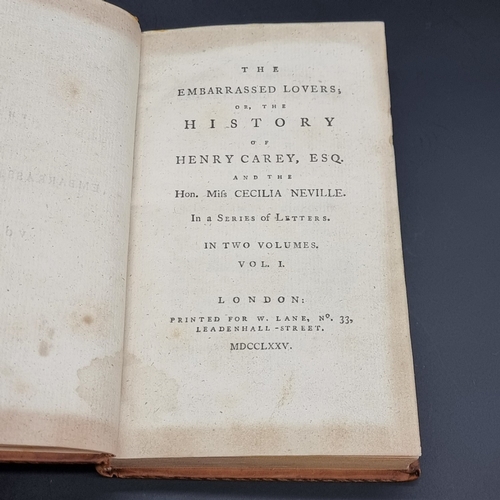 THE
EMBARRASSED LOVERS;
OR, THE
HISTORY
OF
HENRY CAREY, ESQ.
AND THE
Hon. Miſs CECILIA NEVILLE.
In a SERIES of LETTERS.
IN TWO VOLUMES.
VOL. I.
LONDON:
PRINTED FOR W. LANE, Nº. 33,
LEADENHALL-STREET.
MDCCLXXV.